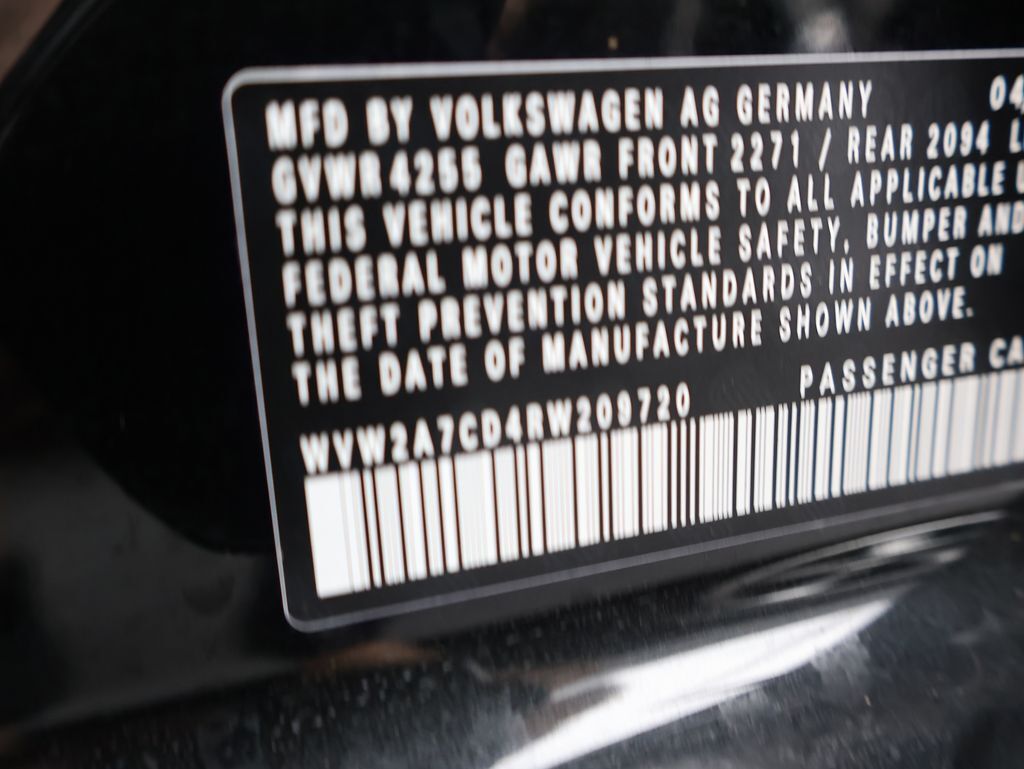 MFD BY VOLKSWAGEN AG GERMANY 04
GVWR 4255 GAWR FRONT 2271 / REAR 2094 L
THIS VEHICLE CONFORMS TO ALL APPLICABLE U
FEDERAL MOTOR VEHICLE SAFETY, BUMPER AND
THEFT PREVENTION STANDARDS IN EFFECT ON
THE DATE OF MANUFACTURE SHOWN ABOVE.
WVW2A7CD4RW209720 PASSENGER CA